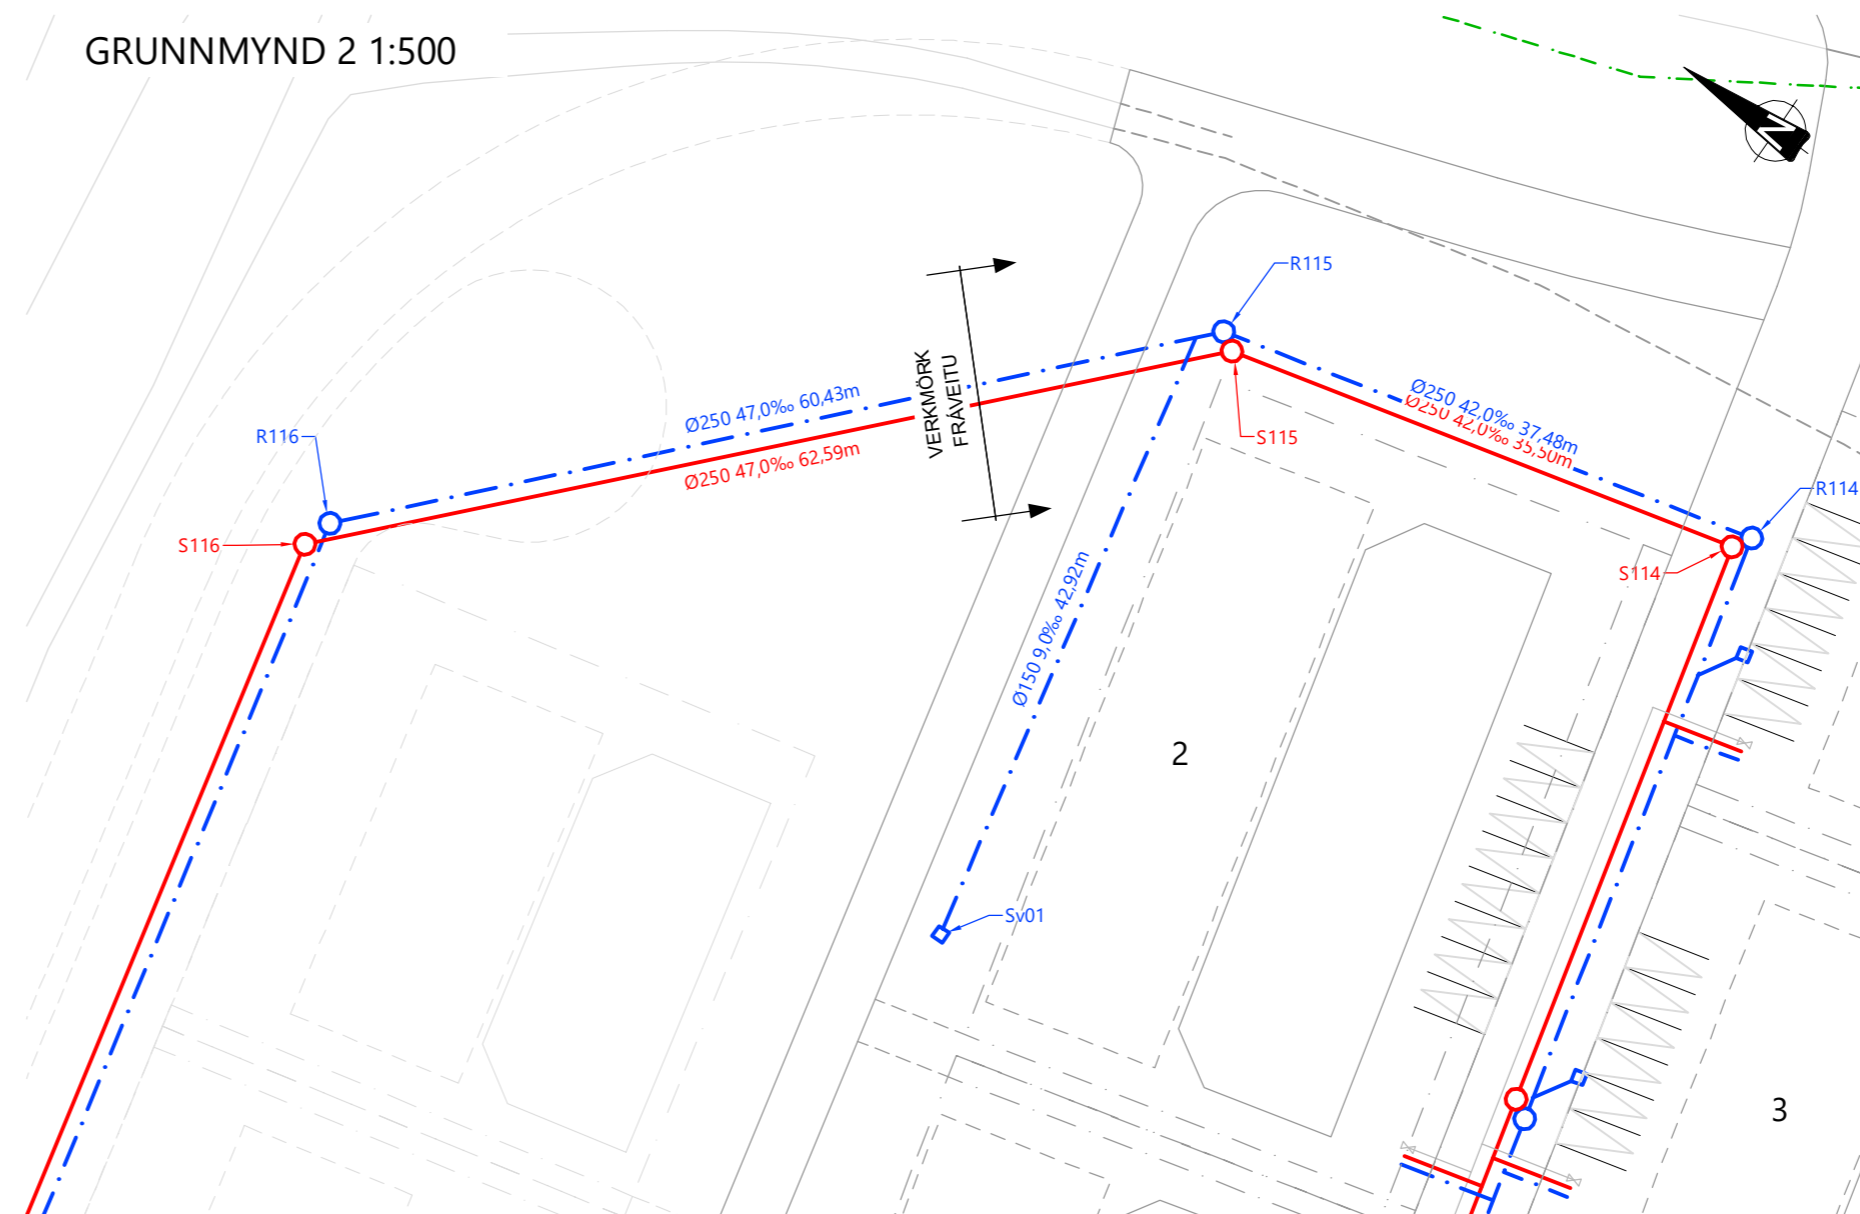 GRUNNMYND 2 1:500
N
R115
VERKMÖRK
FRÁVEITU
Ø250 47,0‰ 60,43m
Ø250 47,0‰ 62,59m
Ø250 42,0‰ 37,48m
Ø250 42,0‰ 35,50m
R116
S115
R114
S116
S114
Ø150 9,0‰ 42,92m
2
Sv01
3